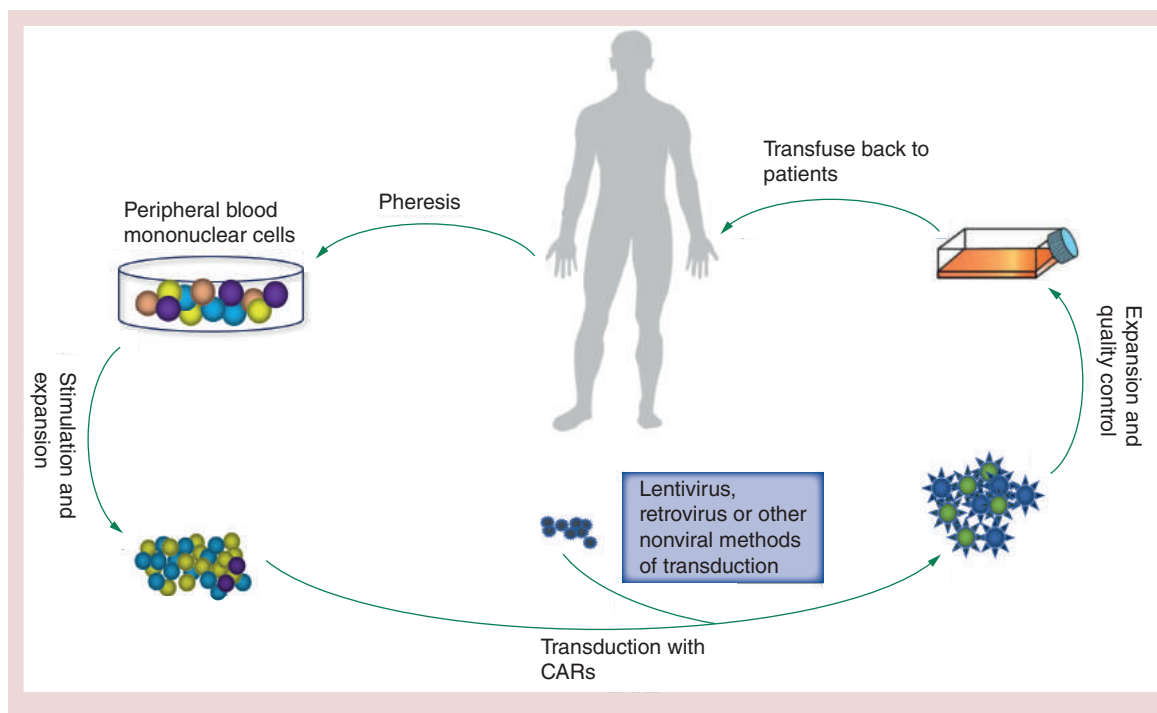 Transfuse back to
patients
Pheresis
Peripheral blood
mononuclear cells
Expansion and
quality control
Stimulation and
expansion
Lentivirus,
retrovirus or other
nonviral methods
of transduction
Transduction with
CARs